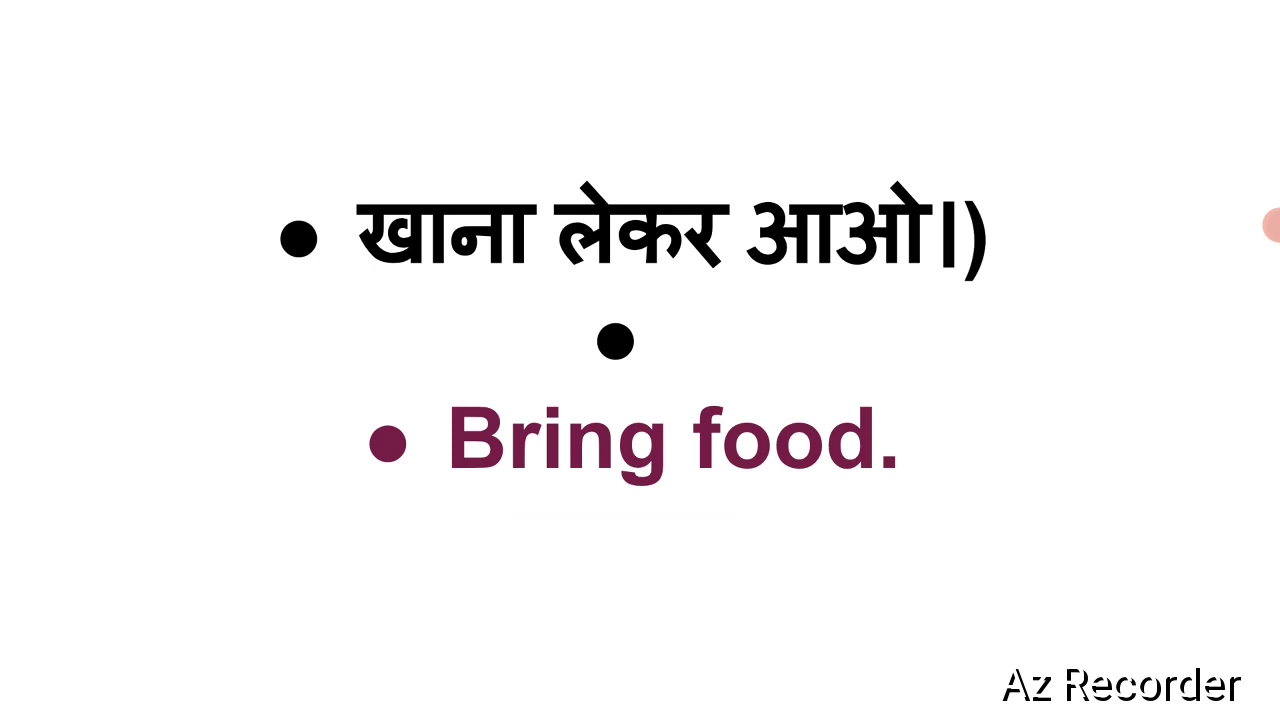 ● खाना लेकर आओ।)
●
● Bring food.
Az Recorder